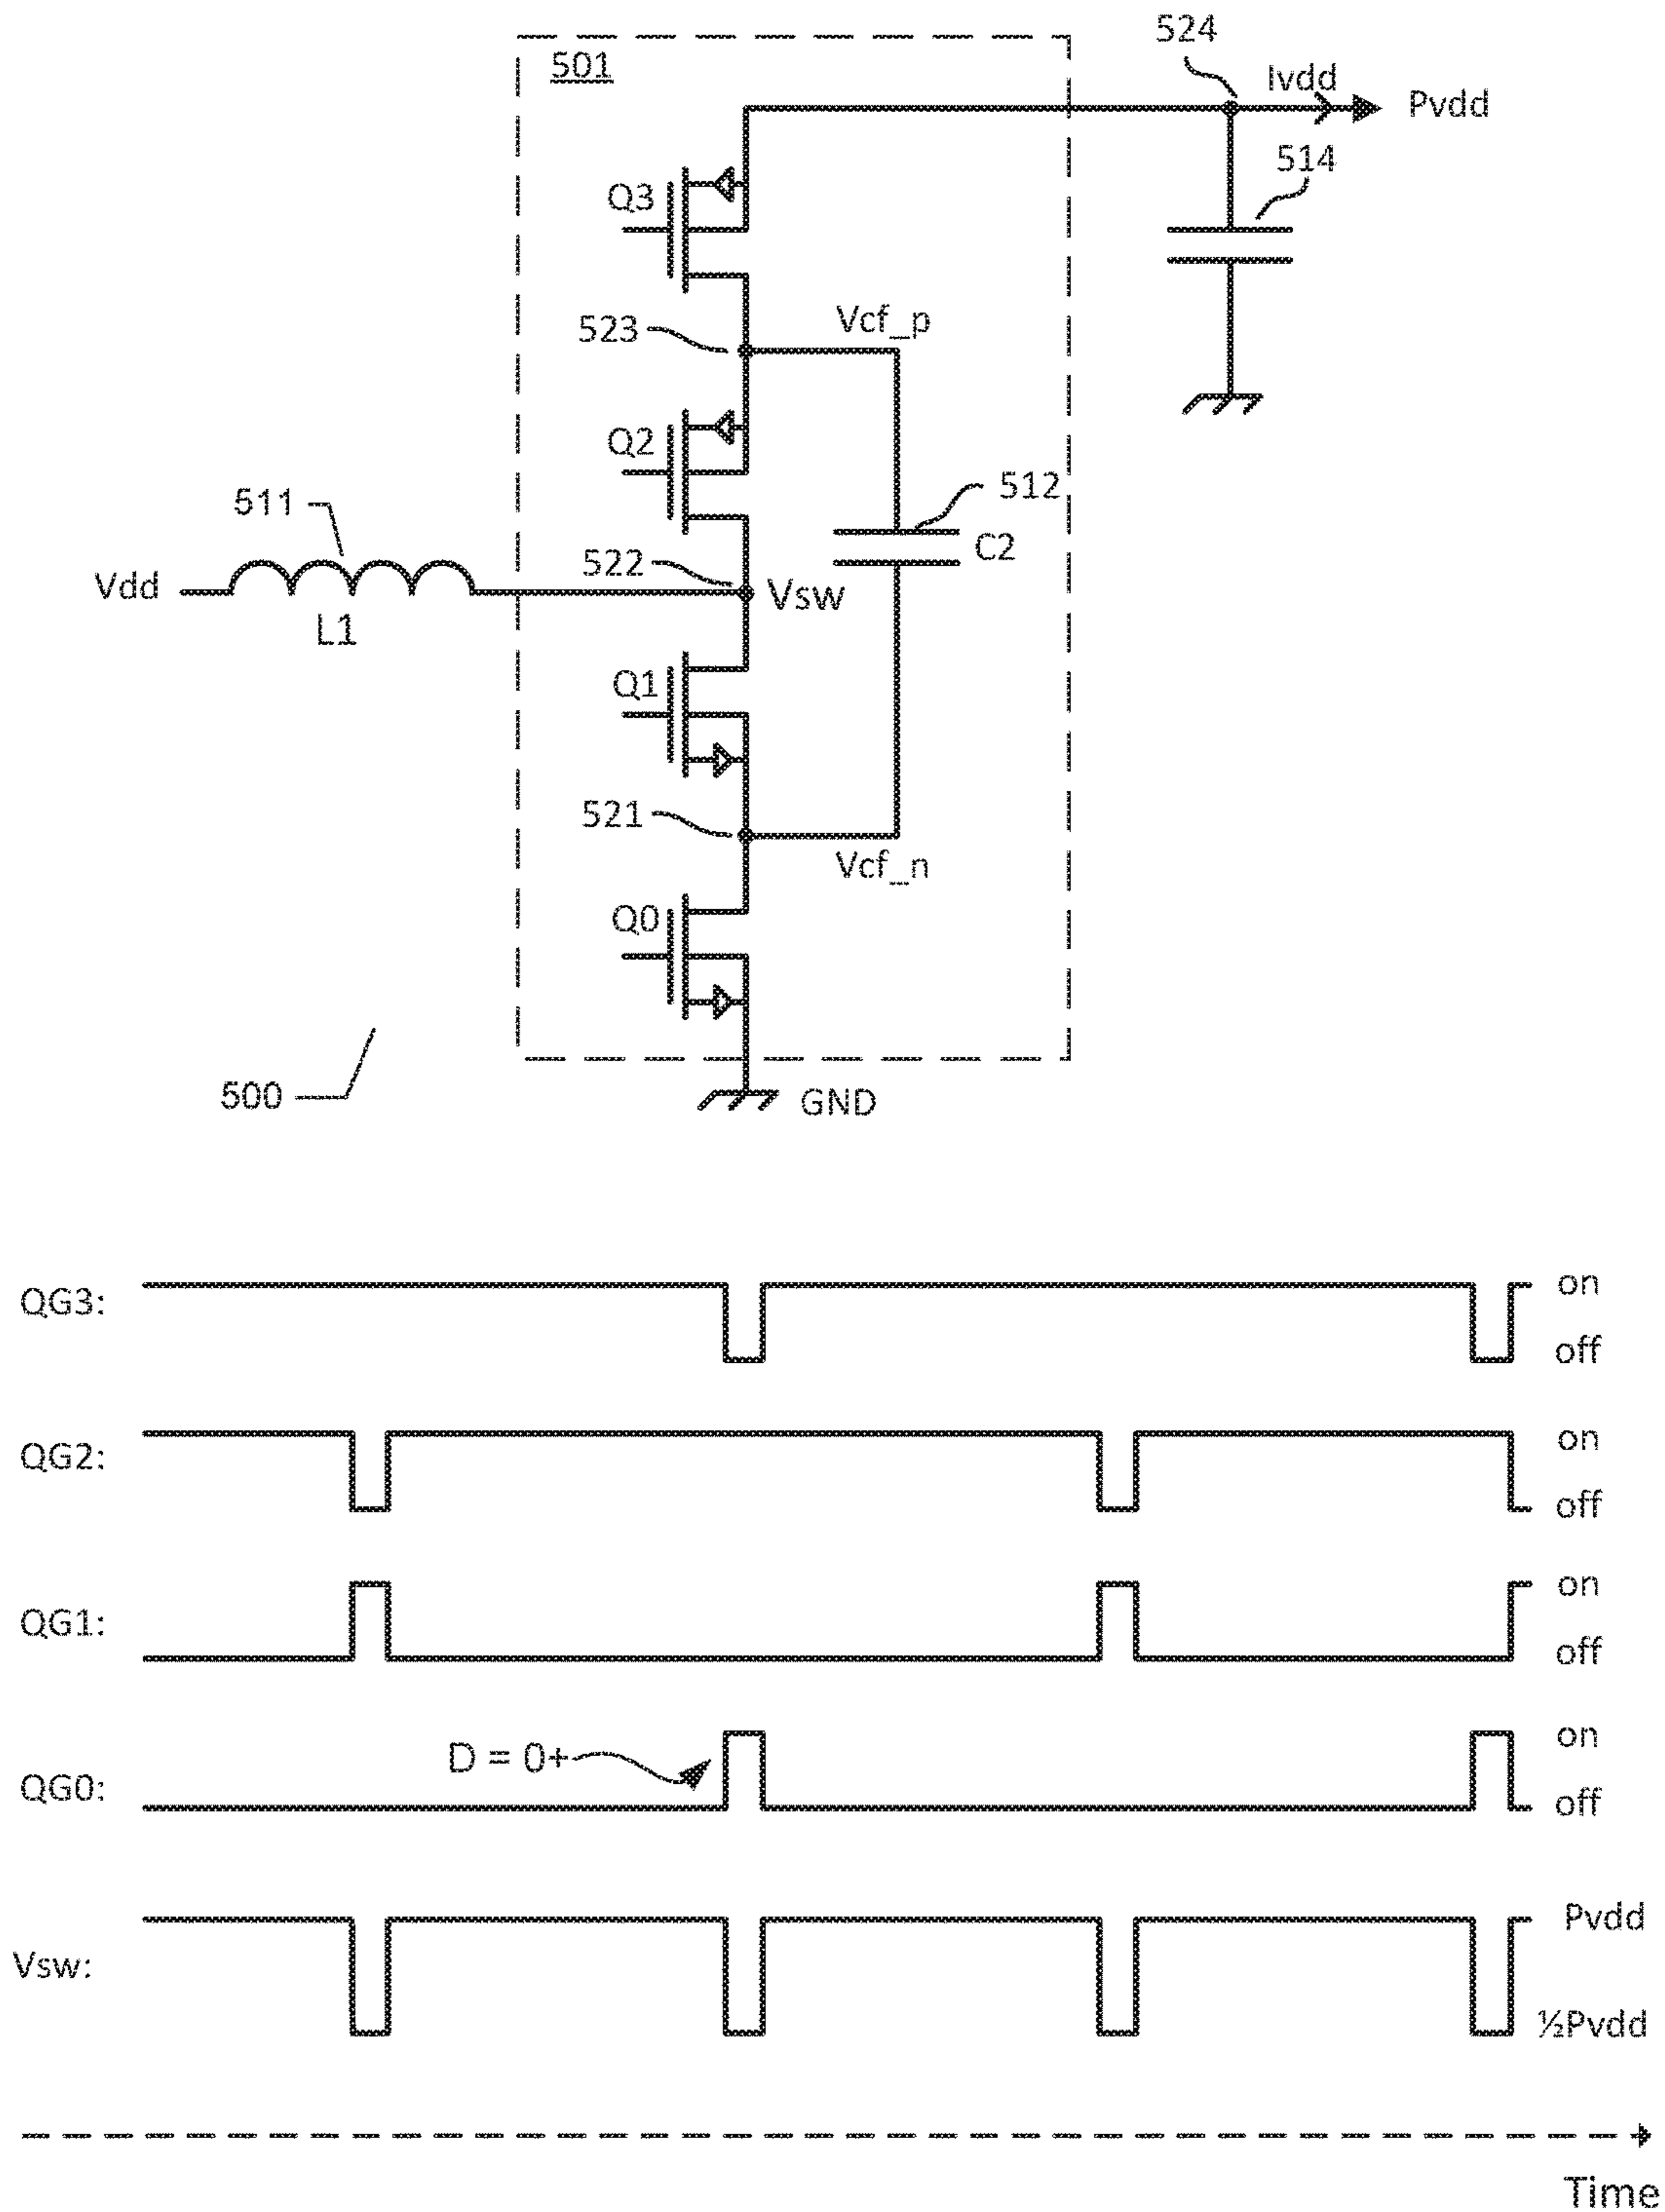 524
501
Ivdd
Pvdd
514
Q3
Vcf_p
523
Q2
512
511
C2
522
Vdd
Vsw
L1
Q1
521
Vcf_n
Q0
500
GND
QG3:
on
off
QG2:
on
off
QG1:
on
off
QG0:
D = 0+
on
off
Vsw:
Pvdd
½Pvdd
Time